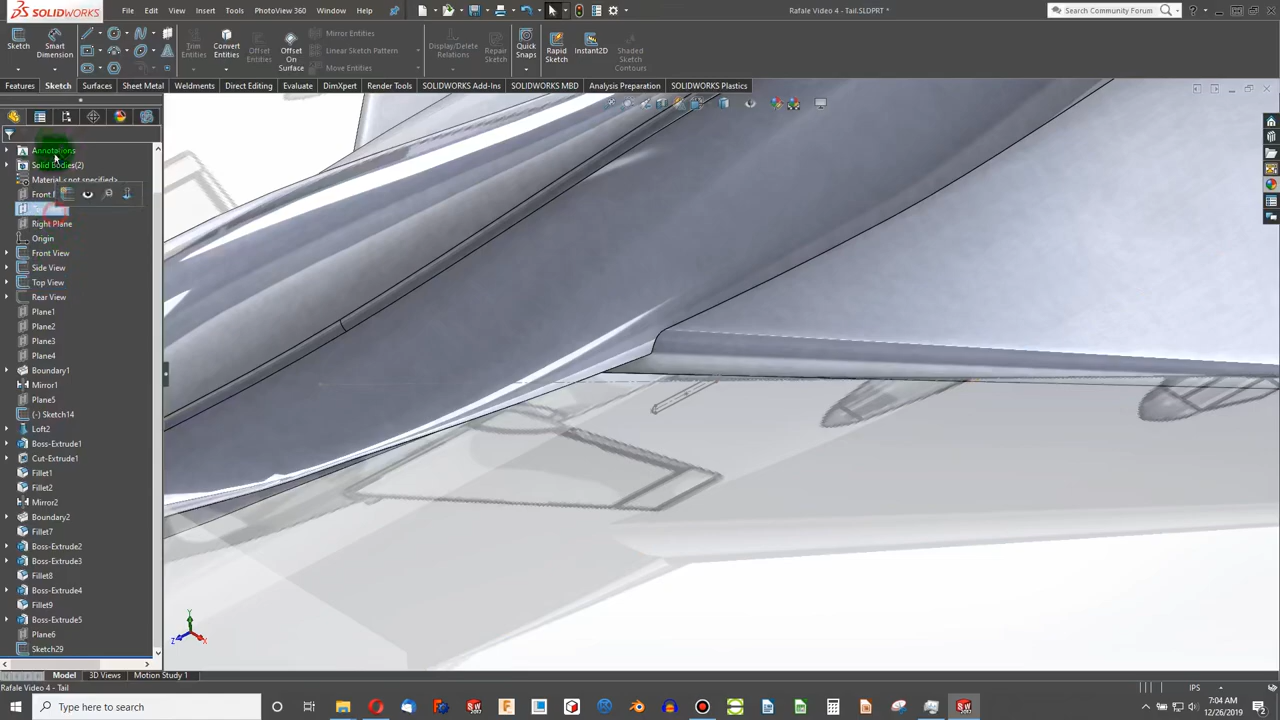 SOLIDWORKS
File
Edit
View
Insert
Tools
PhotoView 360
Window
Help
Rafale Video 4 - Tail.SLDPRT *
Search Community Forum
Sketch
Smart Dimension
Trim Entities
Convert Entities
Offset Entities
Offset On Surface
Mirror Entities
Linear Sketch Pattern
Move Entities
Display/Delete Relations
Repair Sketch
Quick Snaps
Rapid Sketch
Instant2D
Shaded Sketch Contours
Features
Sketch
Surfaces
Sheet Metal
Weldments
Direct Editing
Evaluate
DimXpert
Render Tools
SOLIDWORKS Add-Ins
SOLIDWORKS MBD
Analysis Preparation
SOLIDWORKS Plastics
Annotations
Solid Bodies(2)
Material <not specified>
Front
Right Plane
Origin
Front View
Side View
Top View
Rear View
Plane1
Plane2
Plane3
Plane4
Boundary1
Mirror1
Plane5
(-) Sketch14
Loft2
Boss-Extrude1
Cut-Extrude1
Fillet1
Fillet2
Mirror2
Boundary2
Fillet7
Boss-Extrude2
Boss-Extrude3
Fillet8
Boss-Extrude4
Fillet9
Boss-Extrude5
Plane6
Sketch29
Y
Z
X
Model
3D Views
Motion Study 1
Rafale Video 4 - Tail
IPS
Type here to search
7:04 AM
12/26/2019